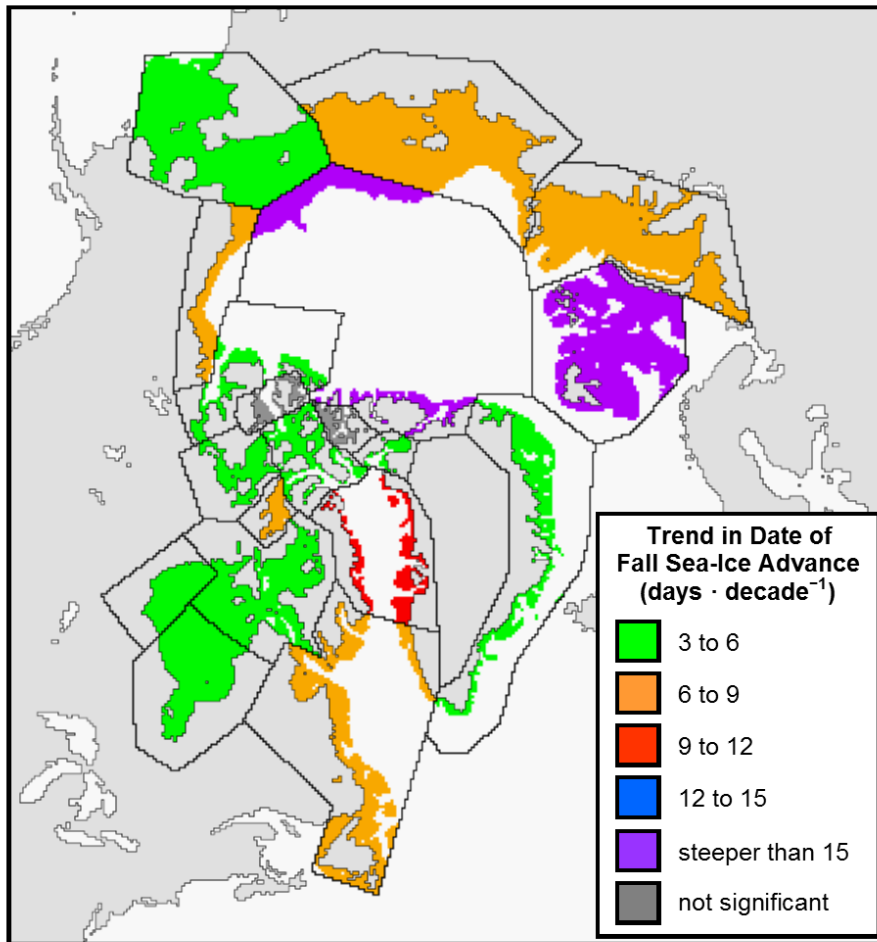 Trend in Date of
Fall Sea-Ice Advance
(days · decade⁻¹)
3 to 6
6 to 9
9 to 12
12 to 15
steeper than 15
not significant